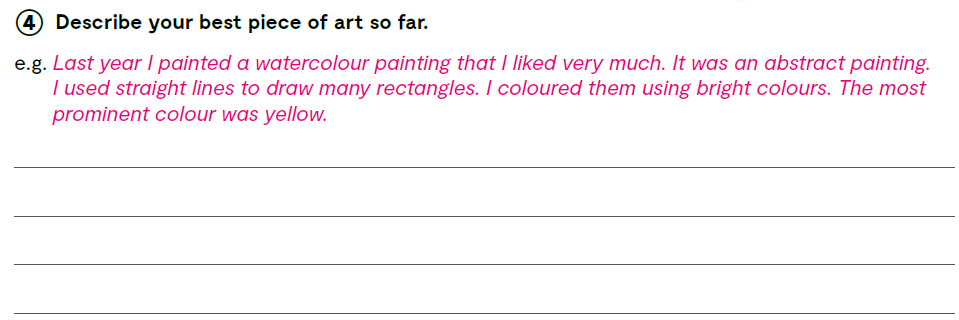 4 Describe your best piece of art so far.
e.g. Last year I painted a watercolour painting that I liked very much. It was an abstract painting.
I used straight lines to draw many rectangles. I coloured them using bright colours. The most
prominent colour was yellow.